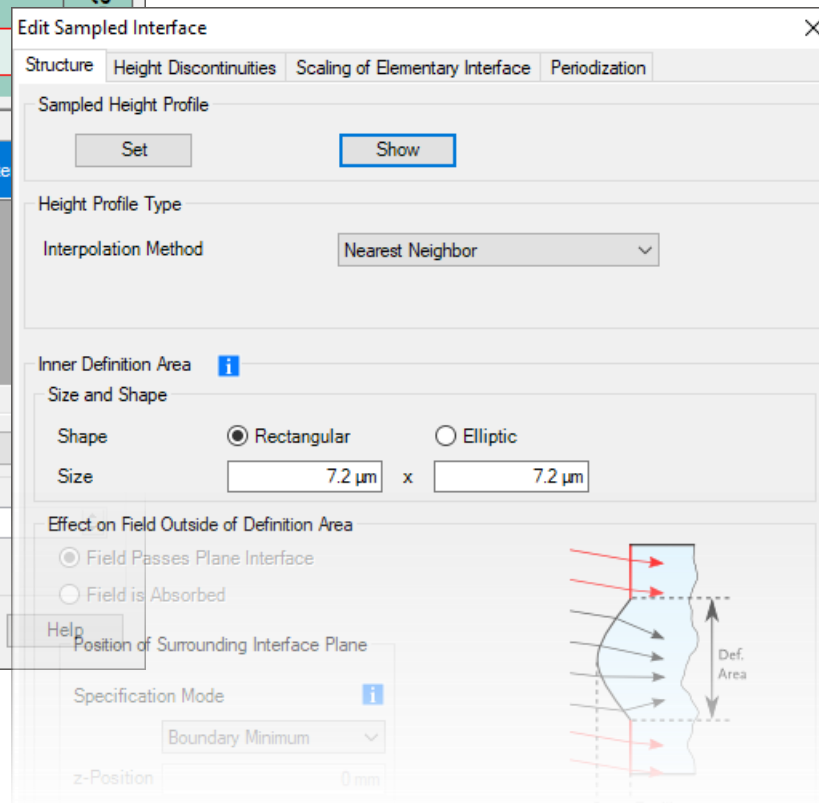 Edit Sampled Interface
Structure Height Discontinuities Scaling of Elementary Interface Periodization
Sampled Height Profile
Set Show
Height Profile Type
Interpolation Method Nearest Neighbor
Inner Definition Area i
Size and Shape
Shape Rectangular Elliptic
Size 7.2 µm x 7.2 µm
Effect on Field Outside of Definition Area
Field Passes Plane Interface
Field is Absorbed
Help
Position of Surrounding Interface Plane
Def.
Area
Specification Mode i
Boundary Minimum
z-Position 0 mm